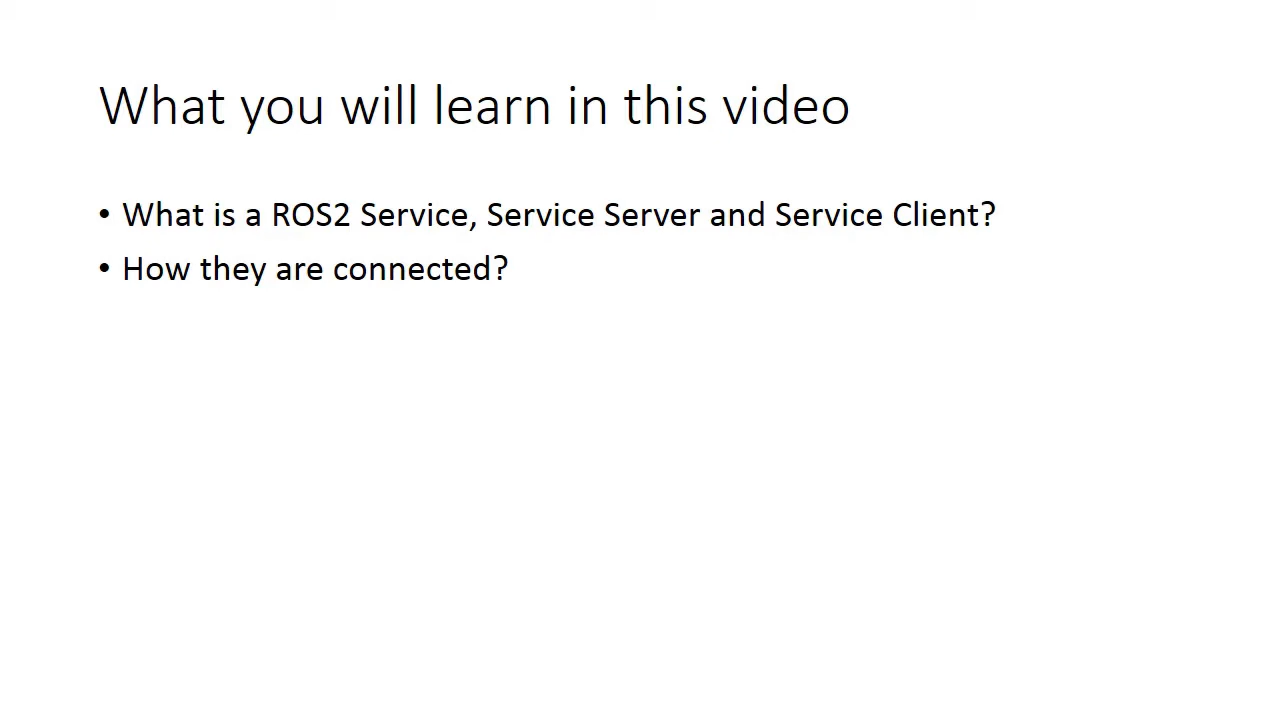 What you will learn in this video
• What is a ROS2 Service, Service Server and Service Client?
• How they are connected?